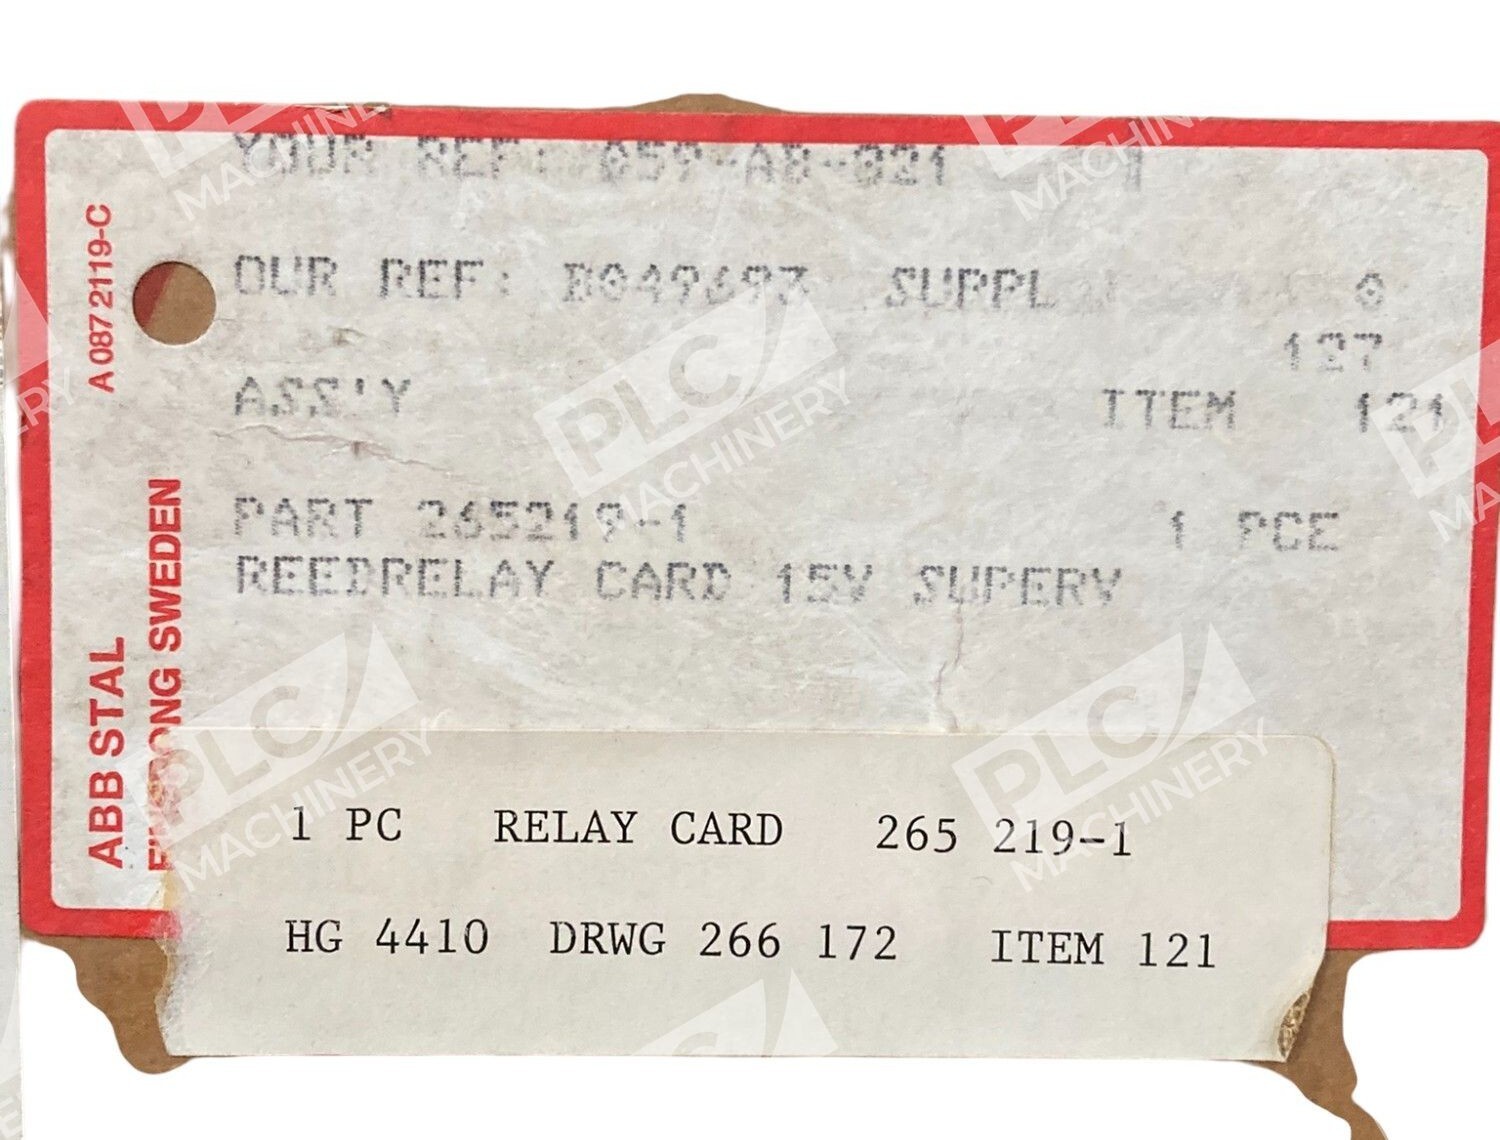 YOUR REF: 059-A8-021
OUR REF: B049693 SUPPL 0
127
ASS'Y ITEM 121
PART 265219-1 1 PCE
REEDRELAY CARD 15V SUPERV
A 087 2119-C
ABB STAL
SWEDEN
1 PC RELAY CARD 265 219-1
HG 4410 DRWG 266 172 ITEM 121
PLC MACHINERY